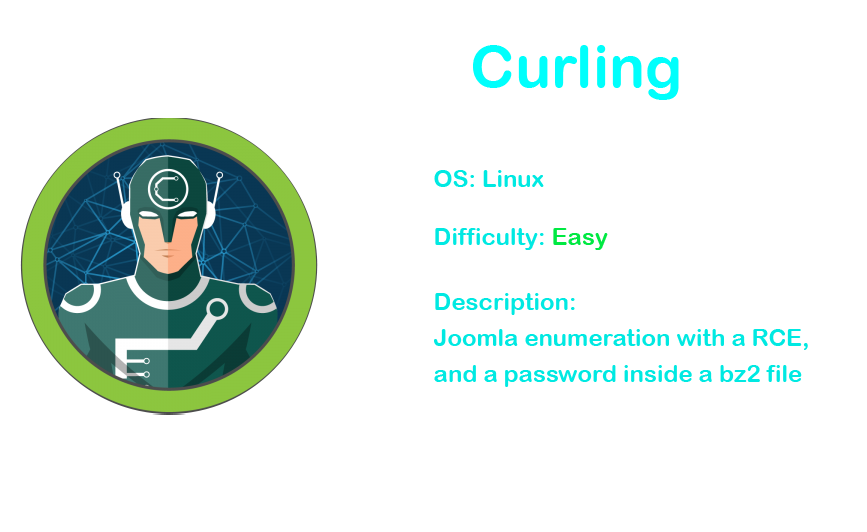 Curling
OS: Linux
Difficulty: Easy
Description:
Joomla enumeration with a RCE,
and a password inside a bz2 file